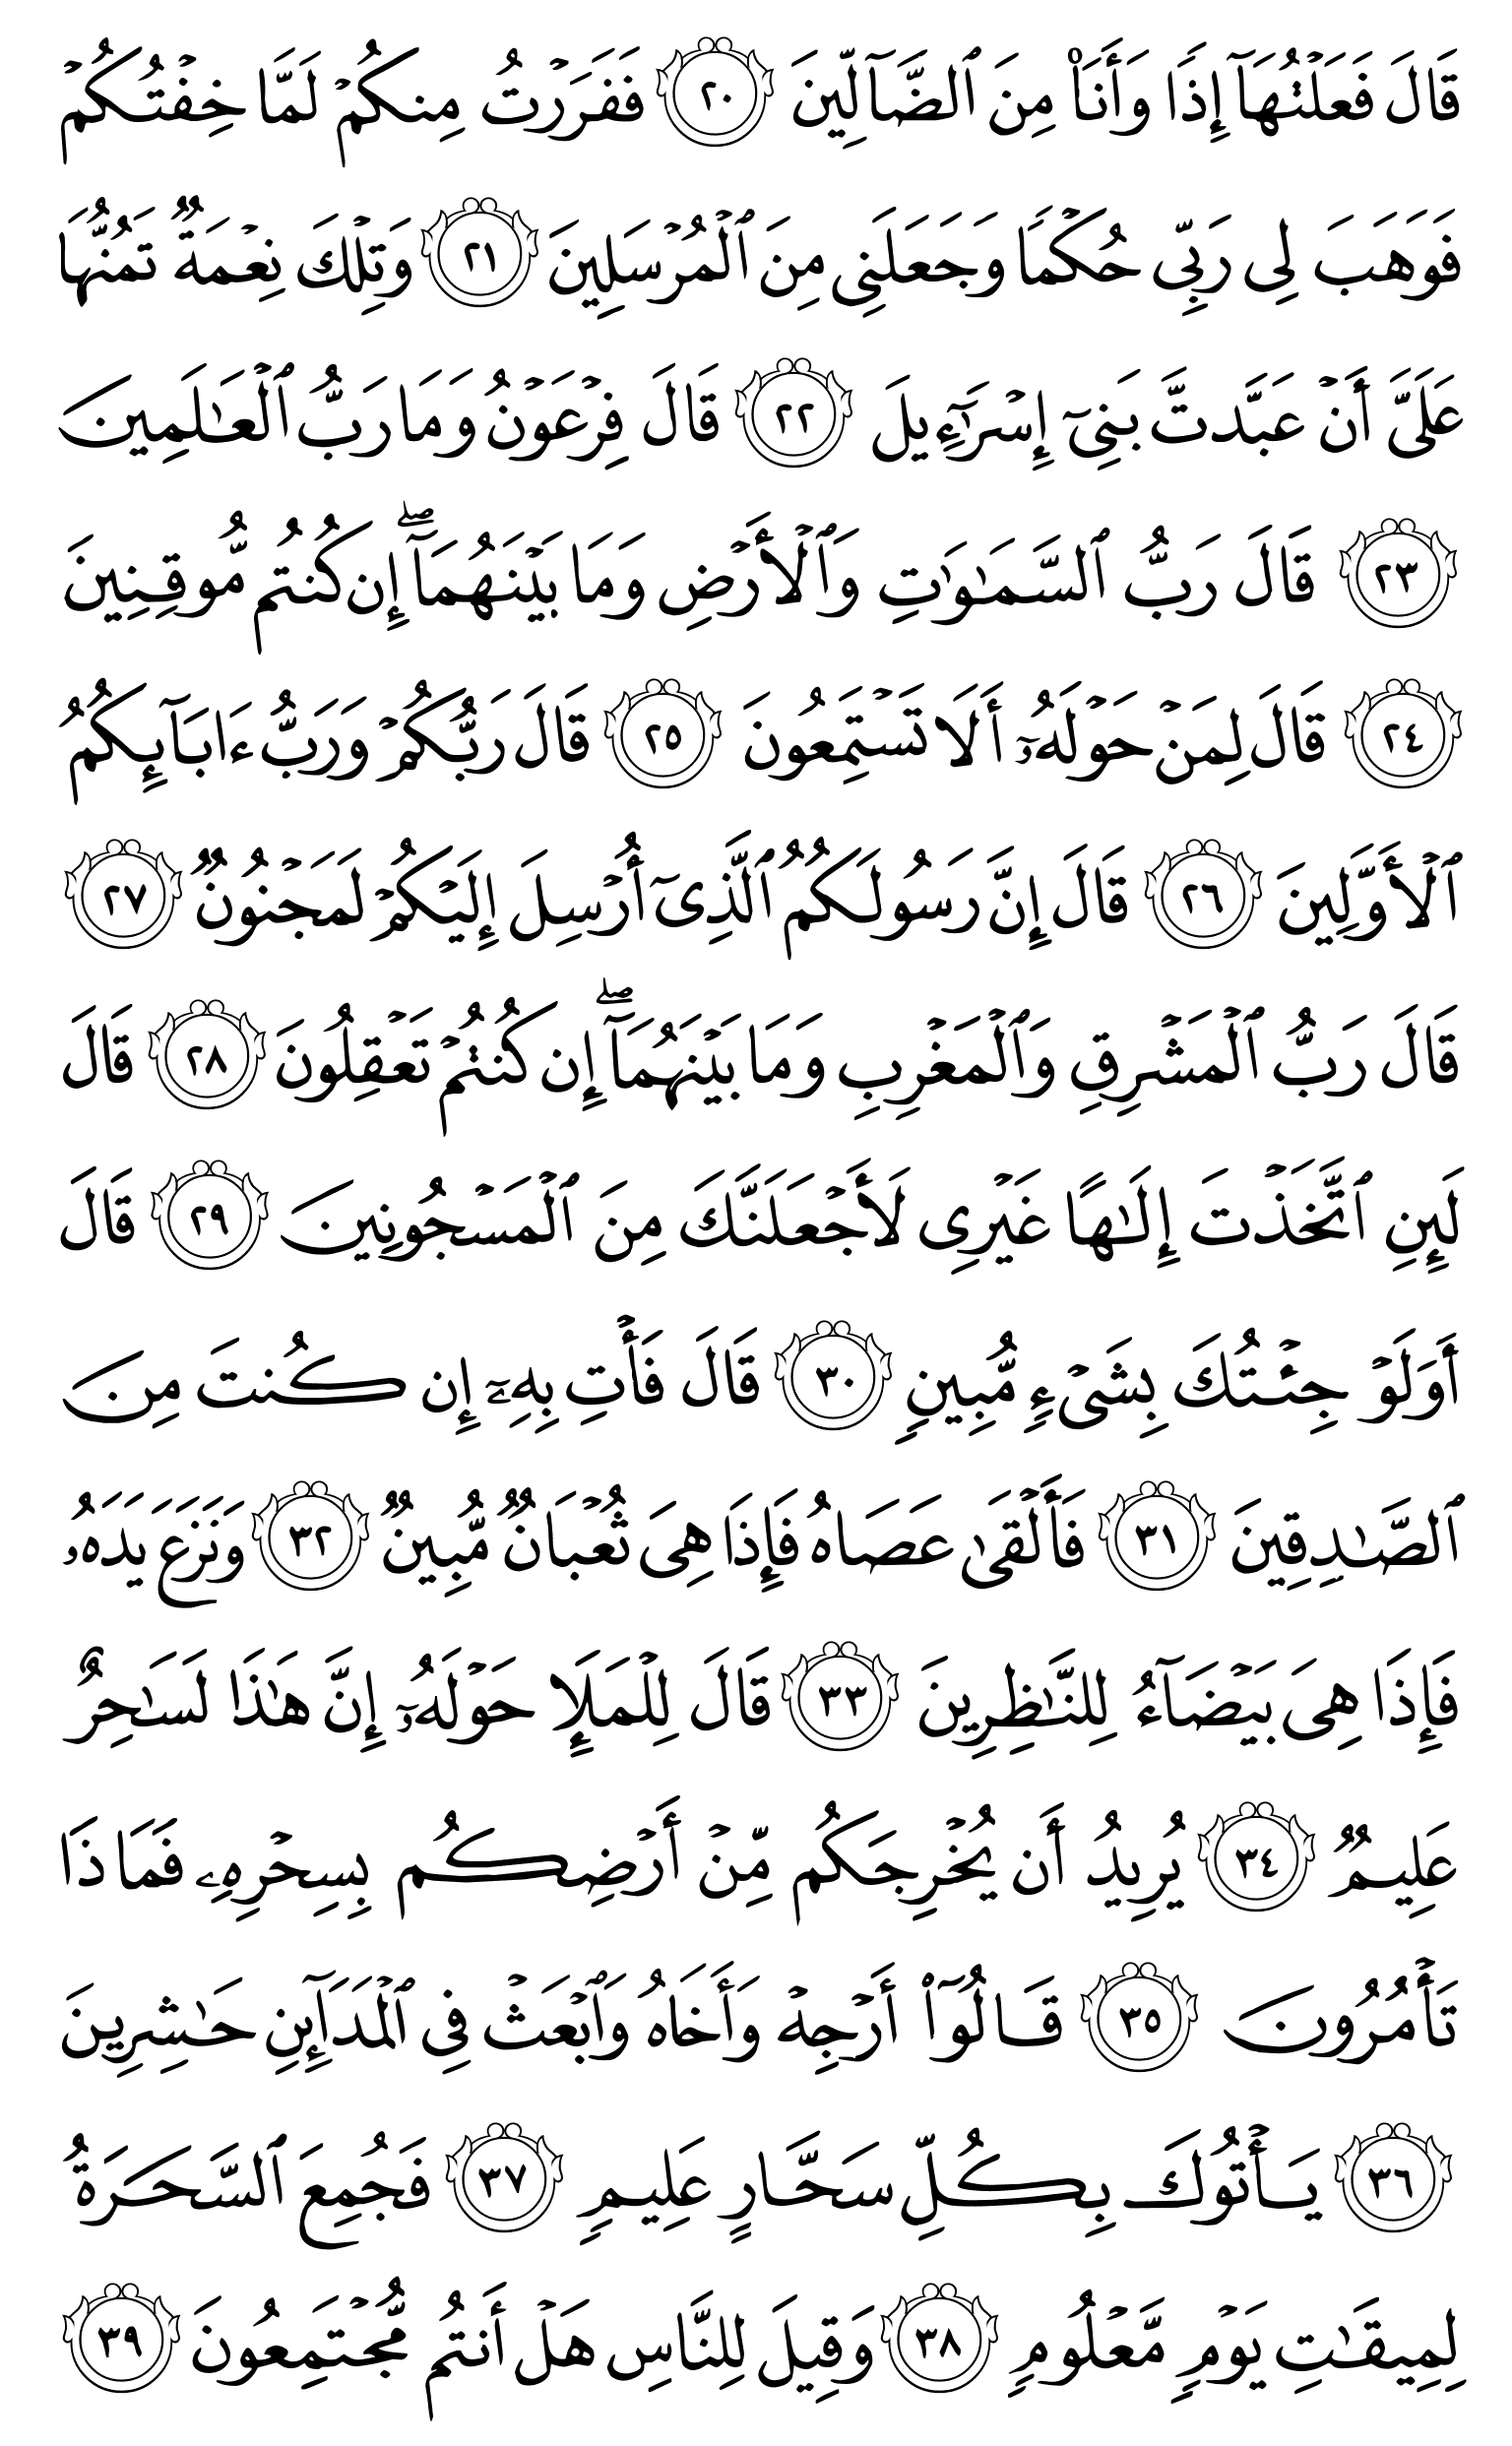 قَالَ فَعَلْتُهَآ إِذًا وَأَنَا۠ مِنَ ٱلضَّآلِّينَ ٢٠ فَفَرَرْتُ مِنكُمْ لَمَّا خِفْتُكُمْ
فَوَهَبَ لِى رَبِّى حُكْمًا وَجَعَلَنِى مِنَ ٱلْمُرْسَلِينَ ٢١ وَتِلْكَ نِعْمَةٌ تَمُنُّهَا
عَلَىَّ أَنْ عَبَّدتَّ بَنِىٓ إِسْرَٰٓءِيلَ ٢٢ قَالَ فِرْعَوْنُ وَمَا رَبُّ ٱلْعَٰلَمِينَ
٢٣ قَالَ رَبُّ ٱلسَّمَٰوَٰتِ وَٱلْأَرْضِ وَمَا بَيْنَهُمَآ ۖ إِن كُنتُم مُّوقِنِينَ
٢٤ قَالَ لِمَنْ حَوْلَهُۥٓ أَلَا تَسْتَمِعُونَ ٢٥ قَالَ رَبُّكُمْ وَرَبُّ ءَابَآئِكُمُ
ٱلْأَوَّلِينَ ٢٦ قَالَ إِنَّ رَسُولَكُمُ ٱلَّذِىٓ أُرْسِلَ إِلَيْكُمْ لَمَجْنُونٌ ٢٧
قَالَ رَبُّ ٱلْمَشْرِقِ وَٱلْمَغْرِبِ وَمَا بَيْنَهُمَآ ۖ إِن كُنتُمْ تَعْقِلُونَ ٢٨ قَالَ
لَئِنِ ٱتَّخَذْتَ إِلَٰهًا غَيْرِى لَأَجْعَلَنَّكَ مِنَ ٱلْمَسْجُونِينَ ٢٩ قَالَ
أَوَلَوْ جِئْتُكَ بِشَىْءٍ مُّبِينٍ ٣٠ قَالَ فَأْتِ بِهِۦٓ إِن كُنتَ مِنَ
ٱلصَّٰدِقِينَ ٣١ فَأَلْقَىٰ عَصَاهُ فَإِذَا هِىَ ثُعْبَانٌ مُّبِينٌ ٣٢ وَنَزَعَ يَدَهُۥ
فَإِذَا هِىَ بَيْضَآءُ لِلنَّٰظِرِينَ ٣٣ قَالَ لِلْمَلَإِ حَوْلَهُۥٓ إِنَّ هَٰذَا لَسَٰحِرٌ
عَلِيمٌ ٣٤ يُرِيدُ أَن يُخْرِجَكُم مِّنْ أَرْضِكُم بِسِحْرِهِۦ فَمَاذَا
تَأْمُرُونَ ٣٥ قَالُوٓا۟ أَرْجِهْ وَأَخَاهُ وَٱبْعَثْ فِى ٱلْمَدَآئِنِ حَٰشِرِينَ
٣٦ يَأْتُوكَ بِكُلِّ سَحَّارٍ عَلِيمٍ ٣٧ فَجُمِعَ ٱلسَّحَرَةُ
لِمِيقَٰتِ يَوْمٍ مَّعْلُومٍ ٣٨ وَقِيلَ لِلنَّاسِ هَلْ أَنتُم مُّجْتَمِعُونَ ٣٩